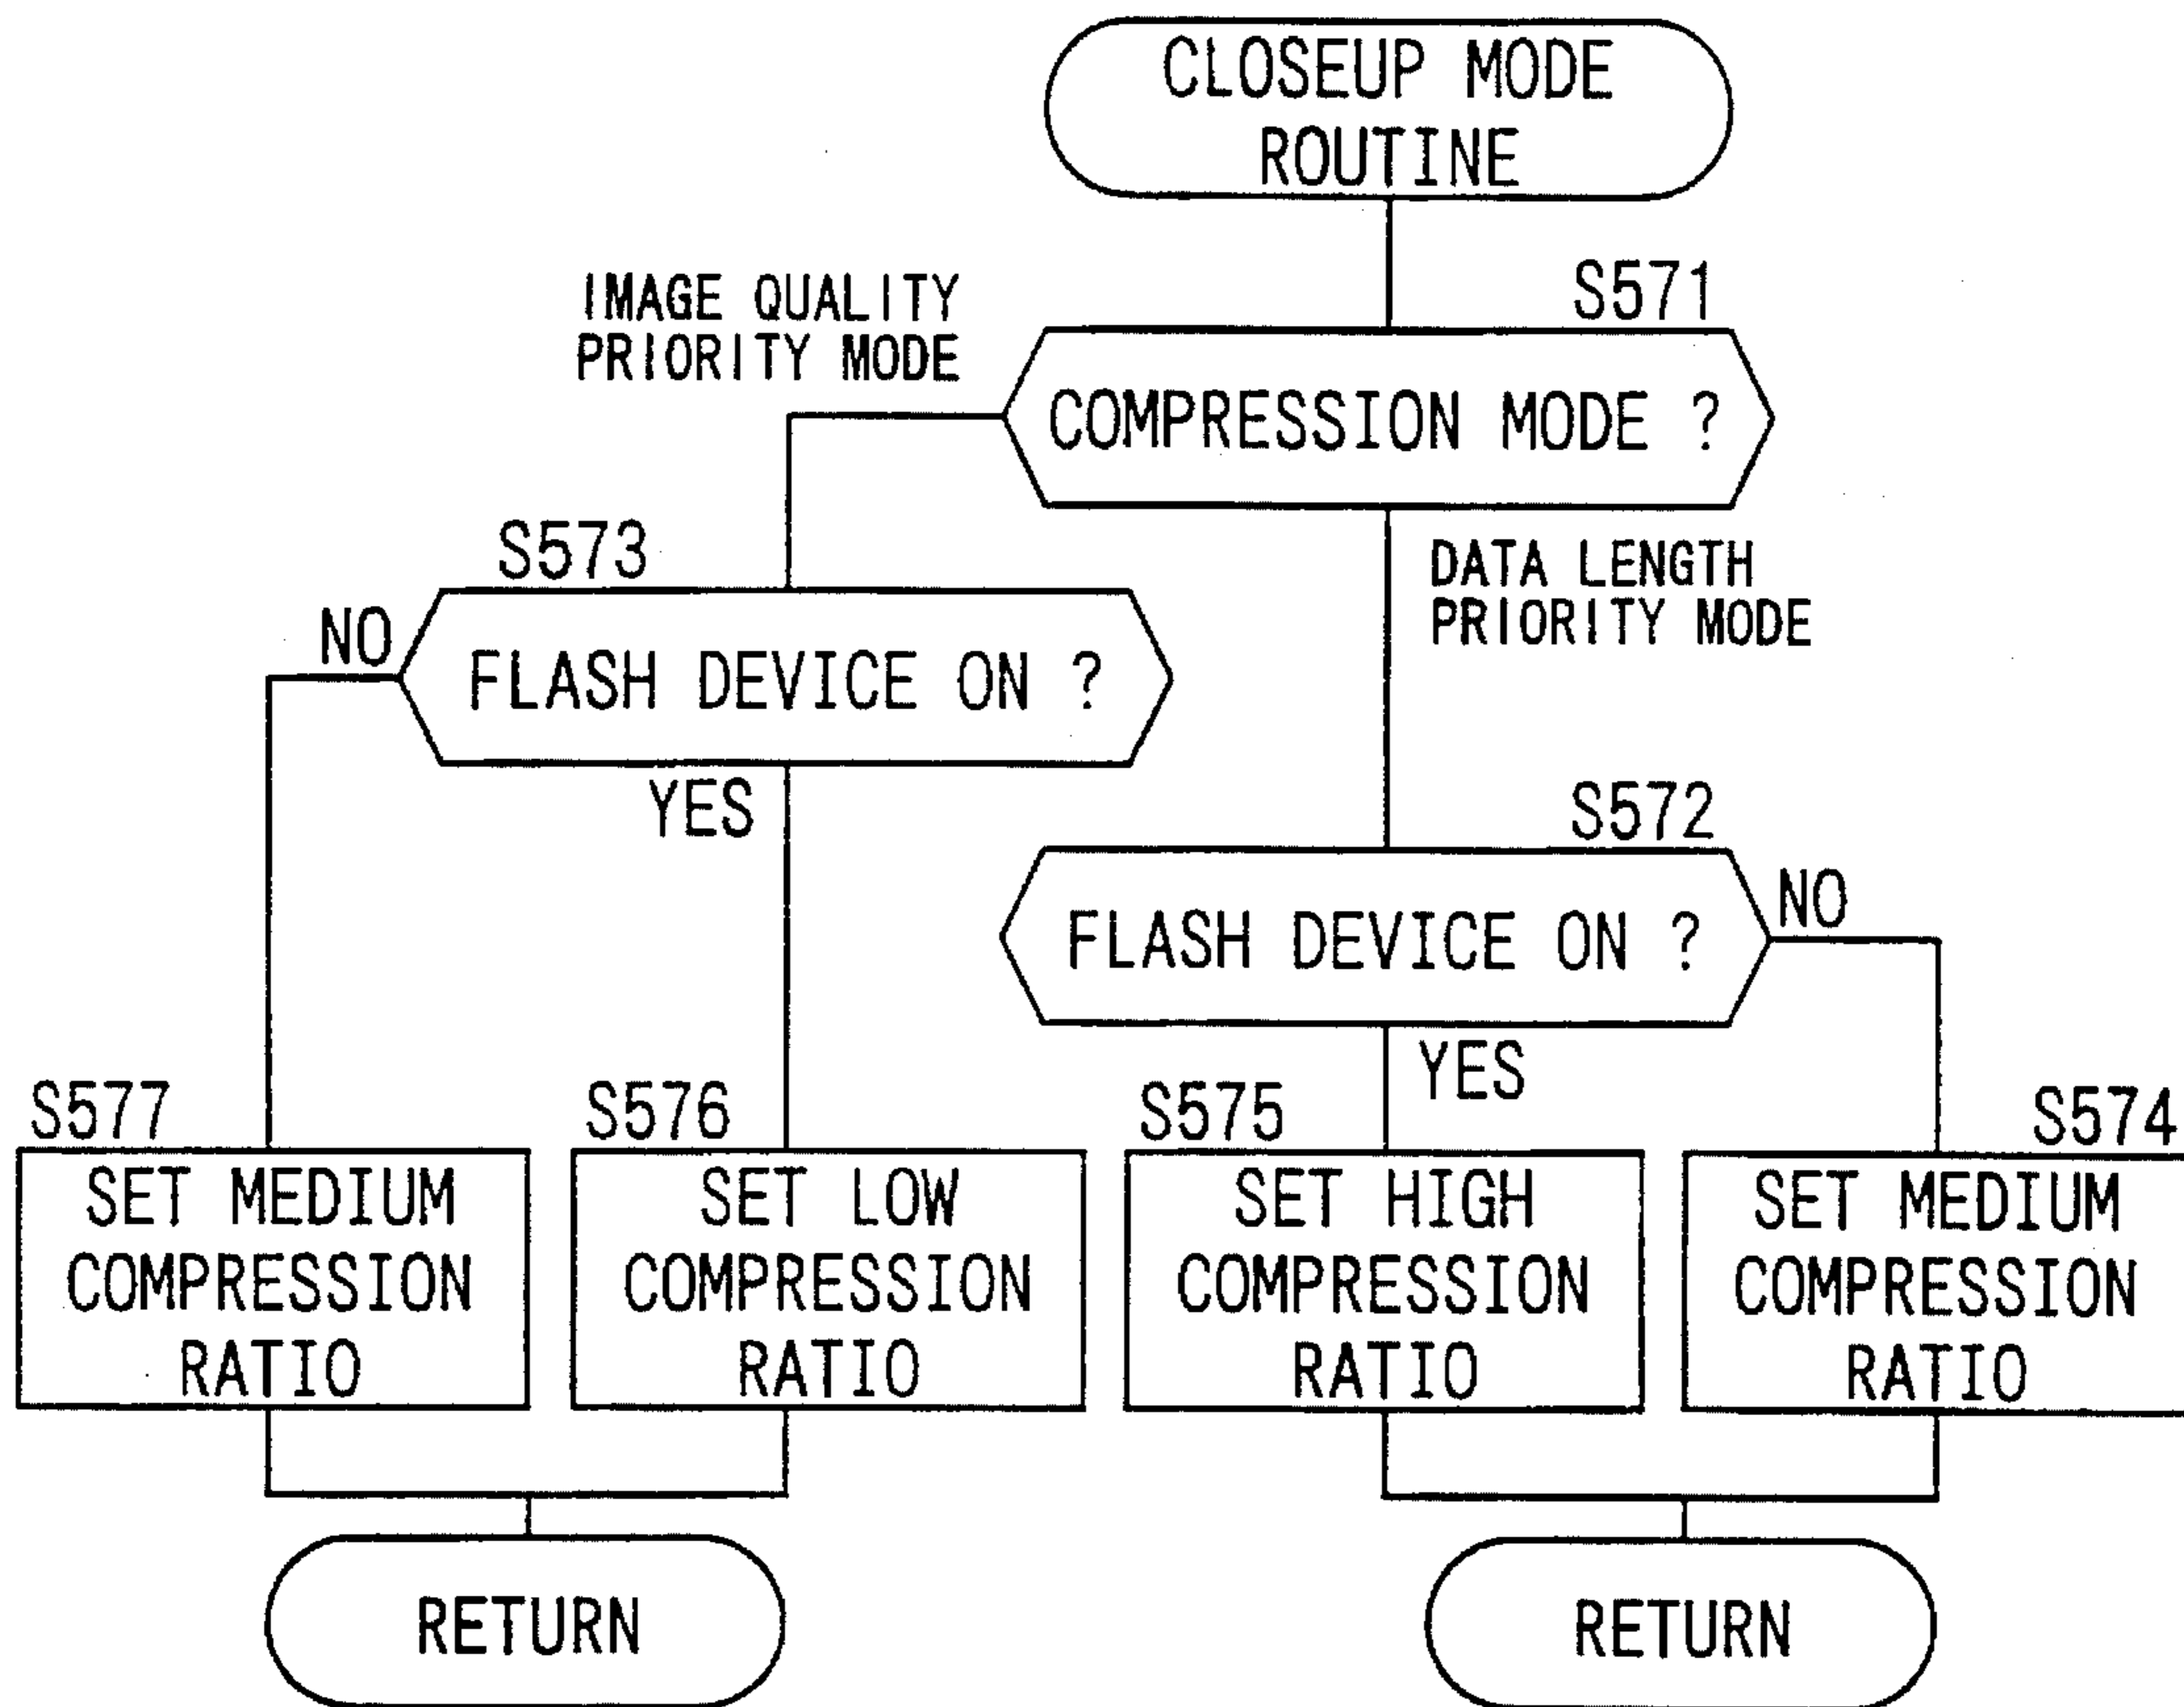 CLOSEUP MODE
ROUTINE
S571
IMAGE QUALITY
PRIORITY MODE
COMPRESSION MODE ?
S573
DATA LENGTH
PRIORITY MODE
NO
FLASH DEVICE ON ?
YES
S572
FLASH DEVICE ON ?
NO
YES
S577
SET MEDIUM
COMPRESSION
RATIO
S576
SET LOW
COMPRESSION
RATIO
S575
SET HIGH
COMPRESSION
RATIO
S574
SET MEDIUM
COMPRESSION
RATIO
RETURN
RETURN